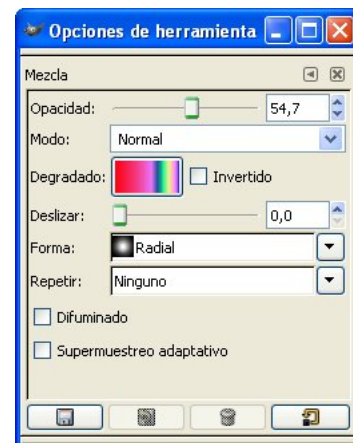 Opciones de herramienta
Mezcla
Opacidad: 54,7
Modo: Normal
Degradado: Invertido
Deslizar: 0,0
Forma: Radial
Repetir: Ninguno
Difuminado
Supermuestreo adaptativo